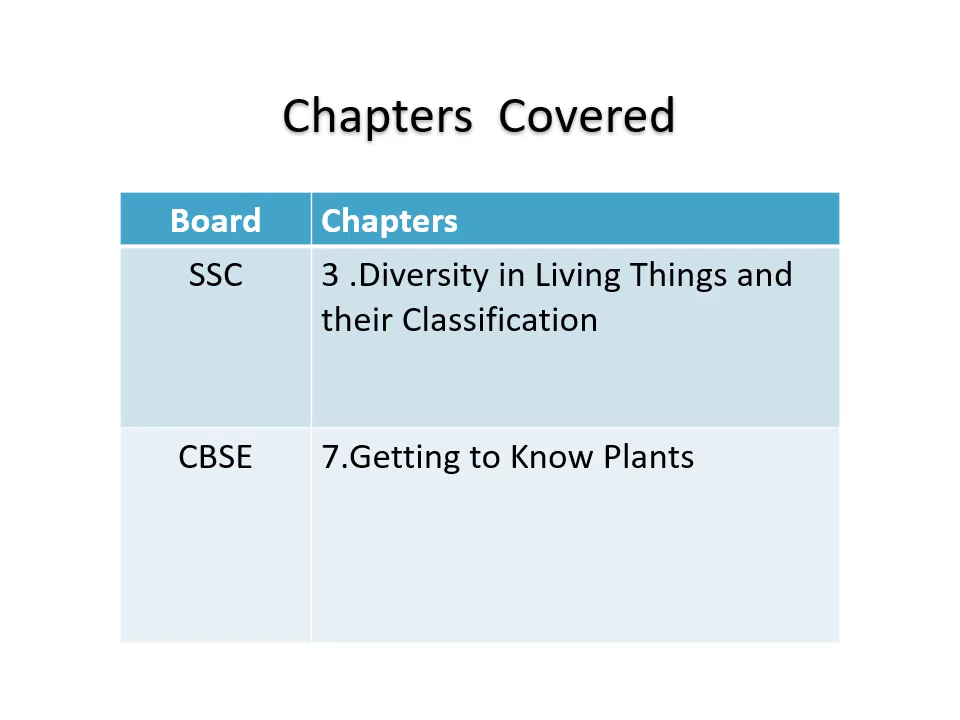 Chapters  Covered
Board
Chapters
SSC
3 .Diversity in Living Things and
their Classification
CBSE
7.Getting to Know Plants